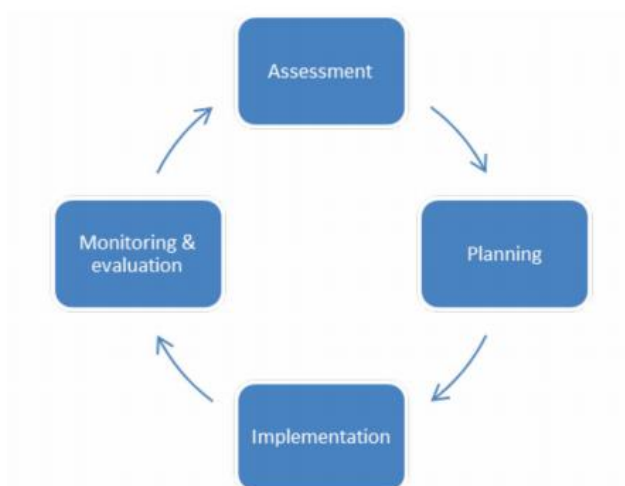 Assessment
Planning
Implementation
Monitoring &
evaluation